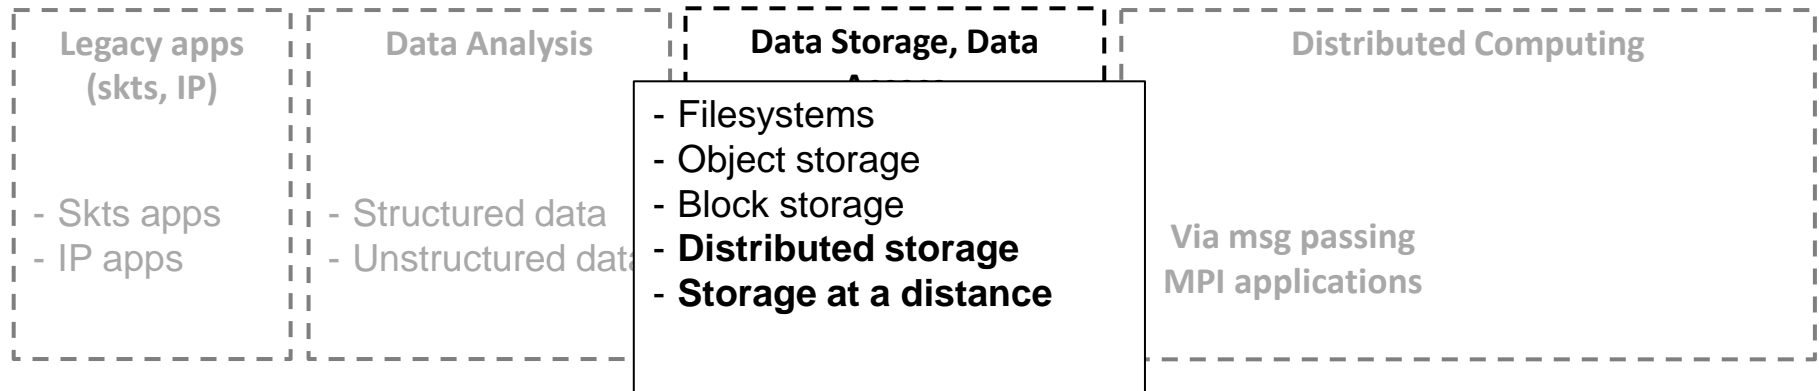 Legacy apps
(skts, IP)
- Skts apps
- IP apps
Data Analysis
- Structured data
- Unstructured data
Data Storage, Data
- Filesystems
- Object storage
- Block storage
- Distributed storage
- Storage at a distance
Distributed Computing
Via msg passing
MPI applications